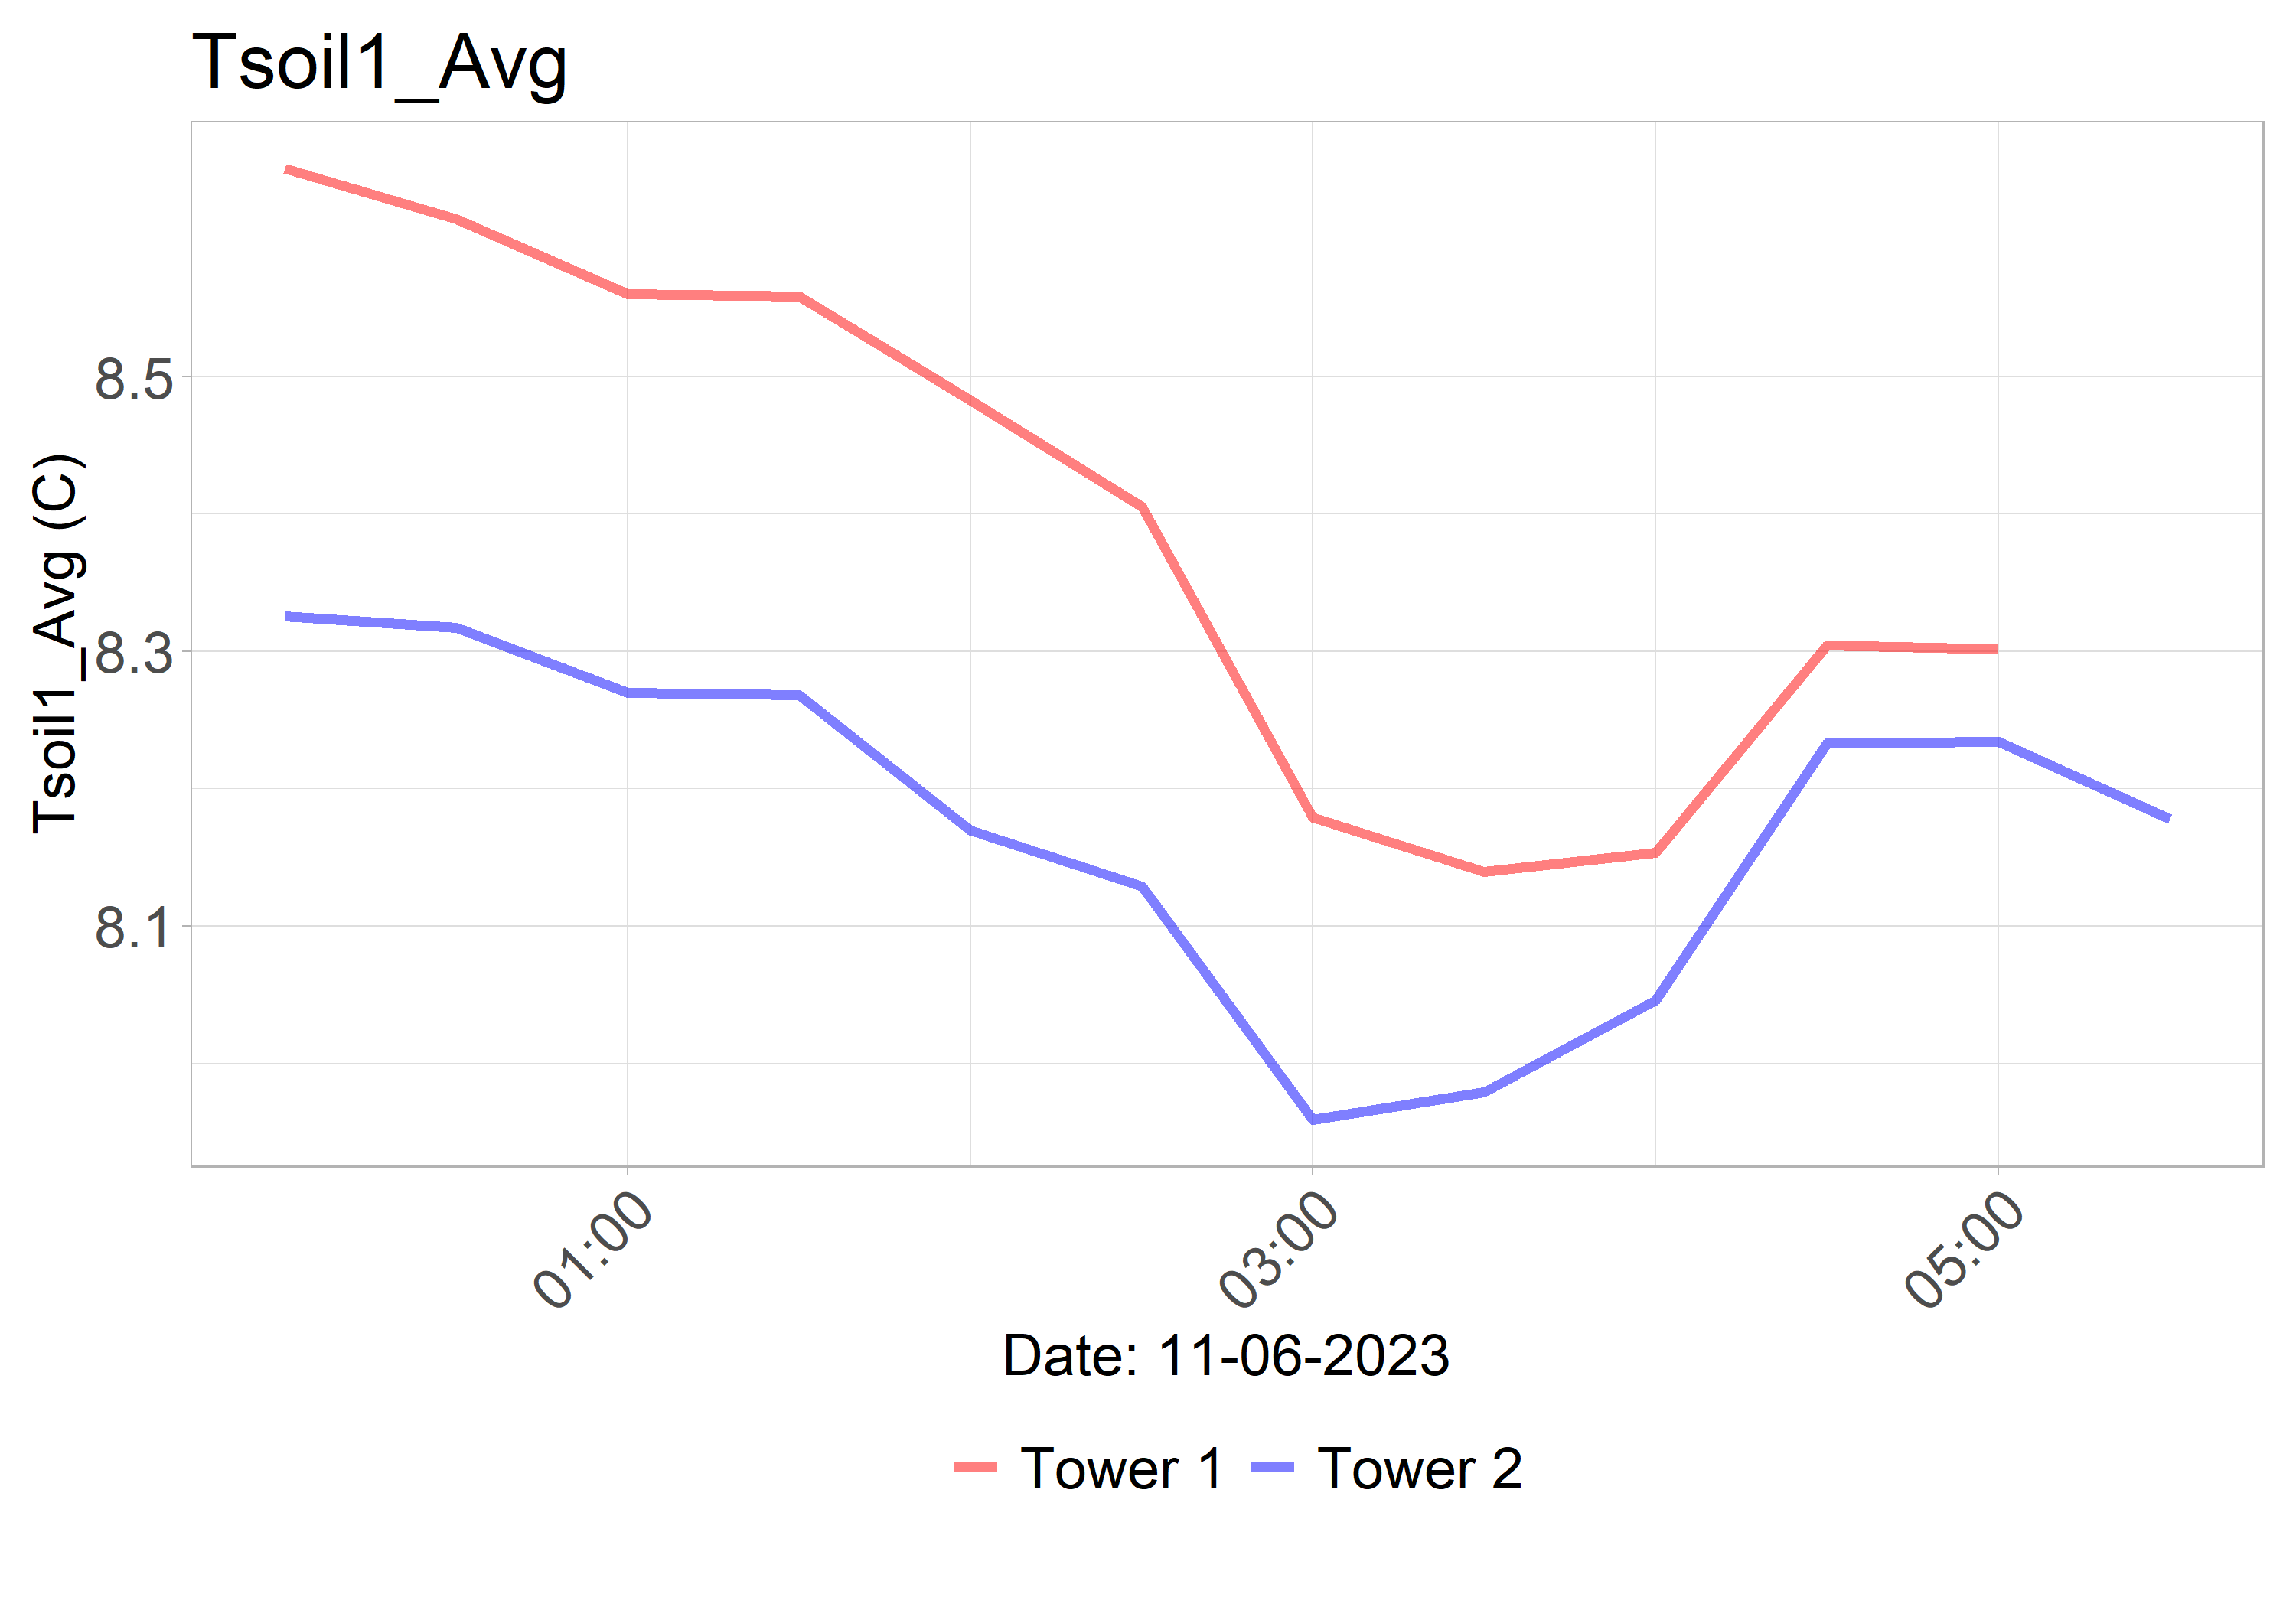 Tsoil1_Avg
Tsoil1_Avg (C)
8.5
8.3
8.1
01:00
03:00
05:00
Date: 11-06-2023
Tower 1
Tower 2